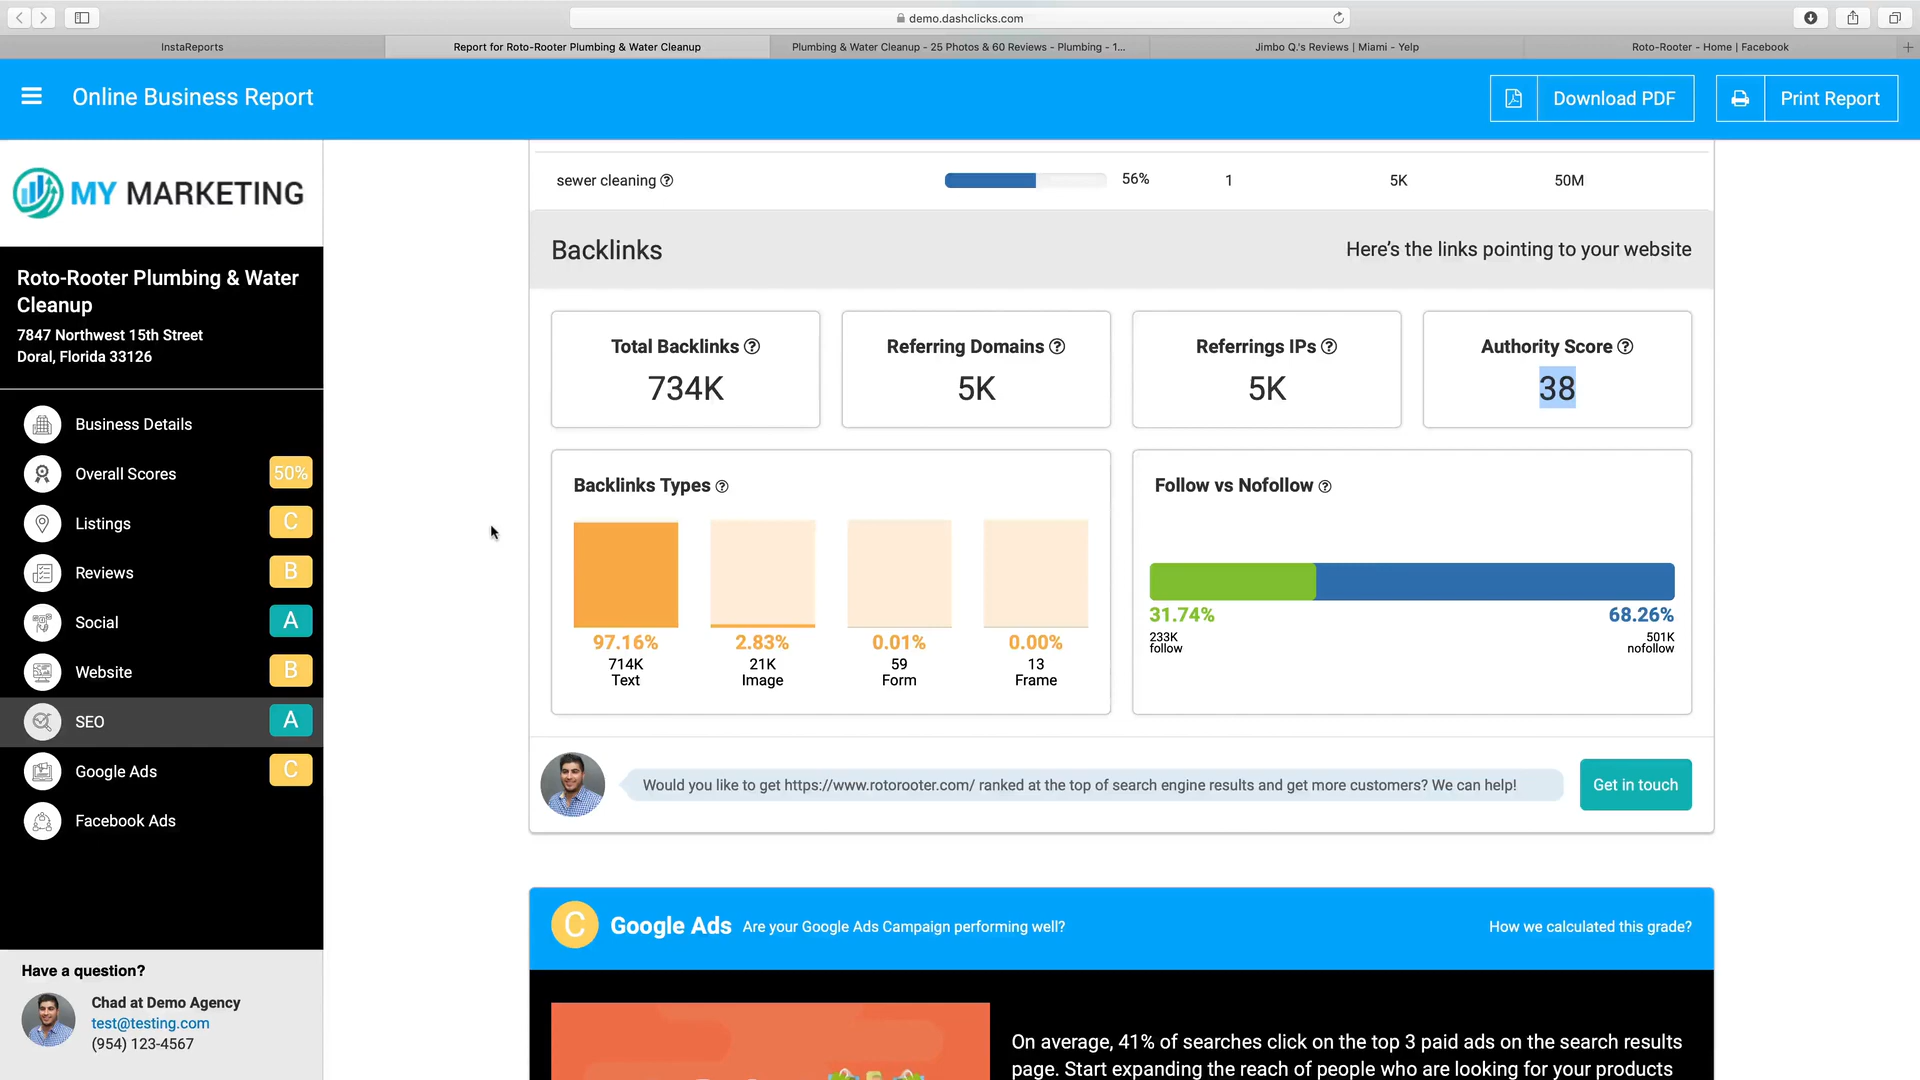 demo.dashclicks.com
InstaReports
Report for Roto-Rooter Plumbing & Water Cleanup
Plumbing & Water Cleanup - 25 Photos & 60 Reviews - Plumbing - 1...
Jimbo Q.'s Reviews | Miami - Yelp
Roto-Rooter - Home | Facebook
Online Business Report
Download PDF
Print Report
MY MARKETING
Roto-Rooter Plumbing & Water
Cleanup
7847 Northwest 15th Street
Doral, Florida 33126
Business Details
Overall Scores 50%
Listings C
Reviews B
Social A
Website B
SEO A
Google Ads C
Facebook Ads
Have a question?
Chad at Demo Agency
test@testing.com
(954) 123-4567
sewer cleaning 56% 1 5K 50M
Backlinks
Here's the links pointing to your website
Total Backlinks
734K
Referring Domains
5K
Referrings IPs
5K
Authority Score
38
Backlinks Types
97.16%
714K
Text
2.83%
21K
Image
0.01%
59
Form
0.00%
13
Frame
Follow vs Nofollow
31.74%
233K
follow
68.26%
501K
nofollow
Would you like to get https://www.rotorooter.com/ ranked at the top of search engine results and get more customers? We can help!
Get in touch
C Google Ads Are your Google Ads Campaign performing well?
How we calculated this grade?
On average, 41% of searches click on the top 3 paid ads on the search results
page. Start expanding the reach of people who are looking for your products